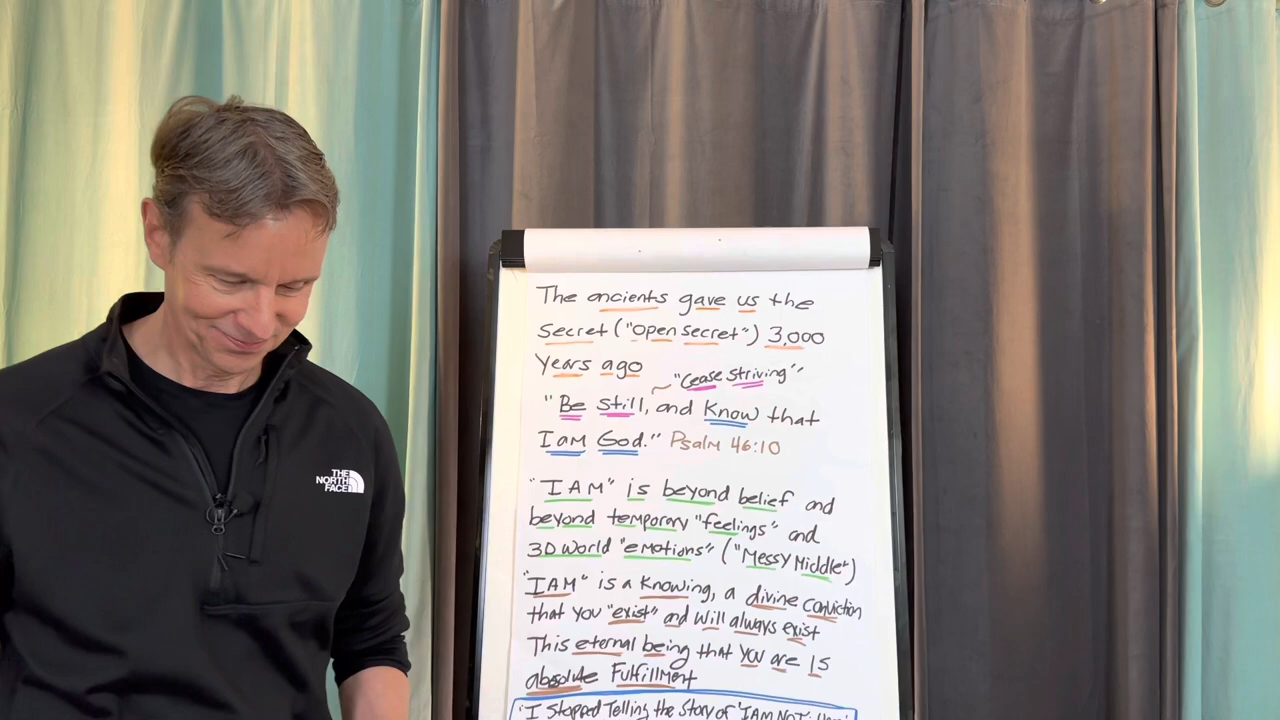 THE
NORTH
FACE
The ancients gave us the
secret ("open secret") 3,000
years ago
"Cease striving"
"Be still, and know that
I am God." Psalm 46:10
"I AM" is beyond belief and
beyond temporary "feelings" and
3D World "emotions" ("Messy Middle")
"IAM" is a knowing, a divine conviction
that you "exist" and will always exist
This eternal being that you are is
absolute Fulfillment
"I stopped Telling the story of 'I AM NOT